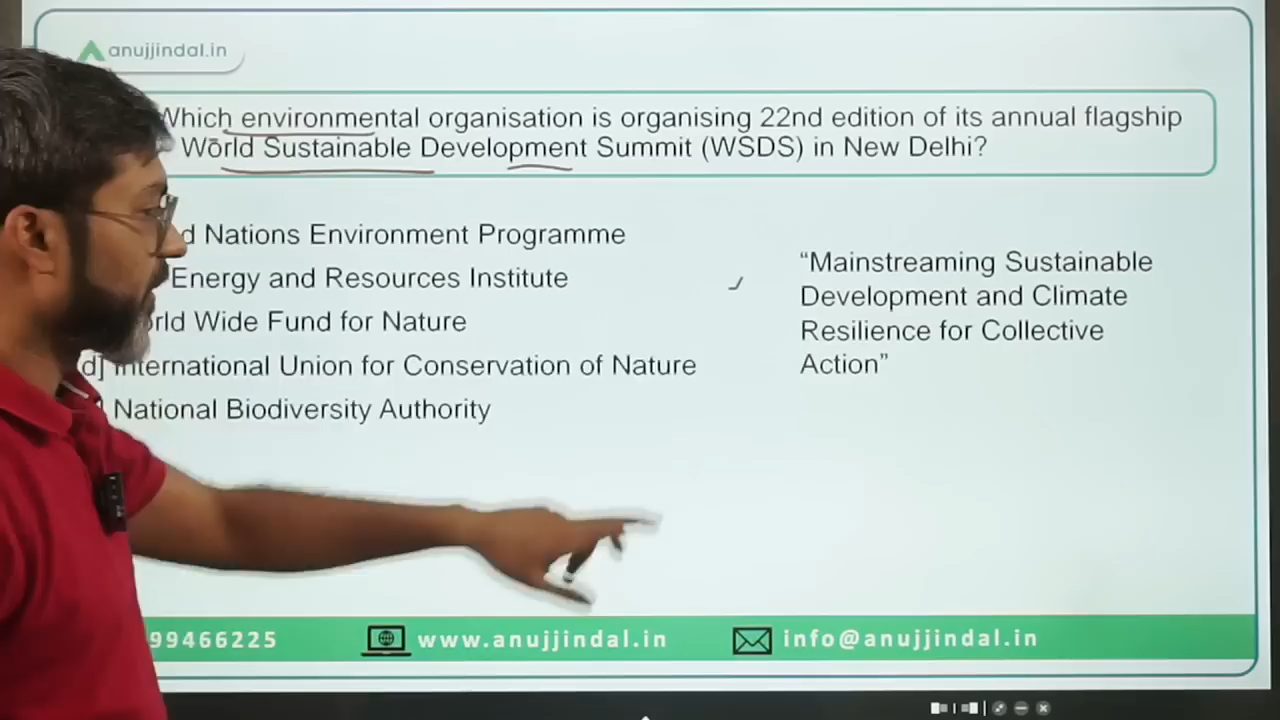 anujjindal.in
Which environmental organisation is organising 22nd edition of its annual flagship
World Sustainable Development Summit (WSDS) in New Delhi?
Nations Environment Programme
Energy and Resources Institute
Wide Fund for Nature
d] International Union for Conservation of Nature
National Biodiversity Authority
“Mainstreaming Sustainable
Development and Climate
Resilience for Collective
Action”
99466225
www.anujjindal.in
info@anujjindal.in